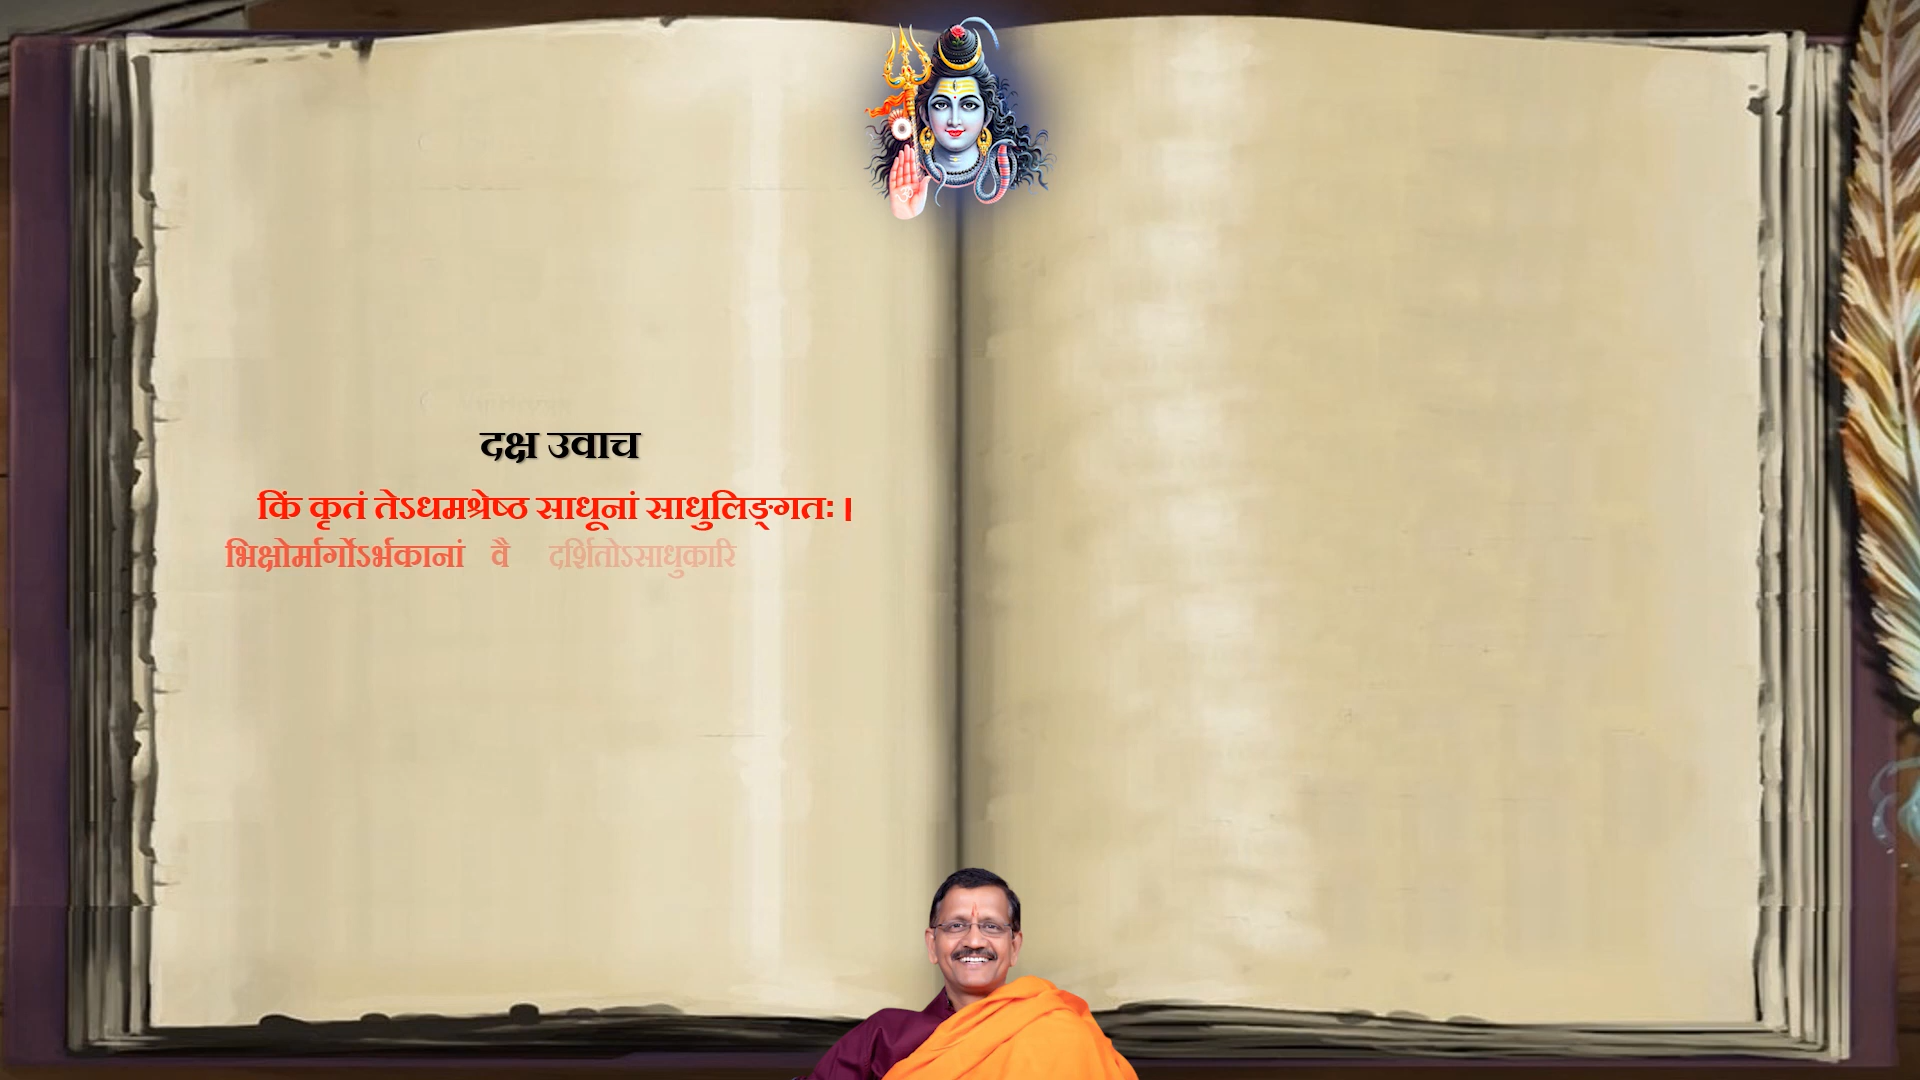 दक्ष उवाच
किं कृतं तेऽधमश्रेष्ठ साधूनां साधुलिङ्गतः ।
भिक्षोर्मार्गोऽर्भकानां वै दर्शितोऽसाधुकारि